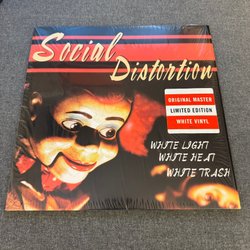 Social
Distortion
ORIGINAL MASTER
LIMITED EDITION
WHITE VINYL
WHITE LIGHT
WHITE HEAT
WHITE TRASH